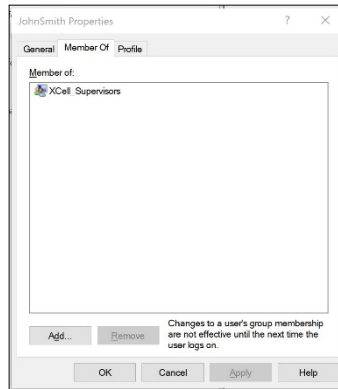 JohnSmith Properties
General Member Of Profile
Member of:
XCell_Supervisors
Add... Remove
Changes to a user's group membership
are not effective until the next time the
user logs on.
OK Cancel Apply Help